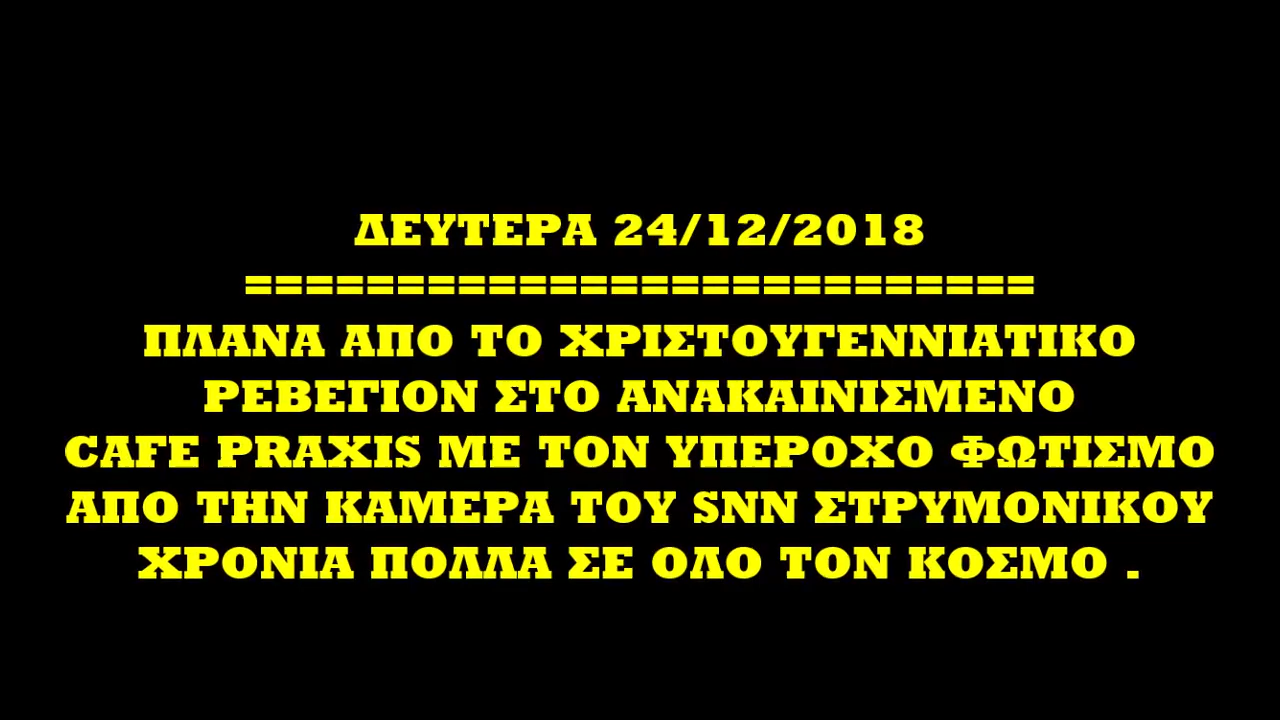 ΔΕΥΤΕΡΑ 24/12/2018
==========================
ΠΛΑΝΑ ΑΠΟ ΤΟ ΧΡΙΣΤΟΥΓΕΝΝΙΑΤΙΚΟ
ΡΕΒΕΓΙΟΝ ΣΤΟ ΑΝΑΚΑΙΝΙΣΜΕΝΟ
CAFE PRAXIS ΜΕ ΤΟΝ ΥΠΕΡΟΧΟ ΦΩΤΙΣΜΟ
ΑΠΟ ΤΗΝ ΚΑΜΕΡΑ ΤΟΥ SNN ΣΤΡΥΜΟΝΙΚΟΥ
ΧΡΟΝΙΑ ΠΟΛΛΑ ΣΕ ΟΛΟ ΤΟΝ ΚΟΣΜΟ .